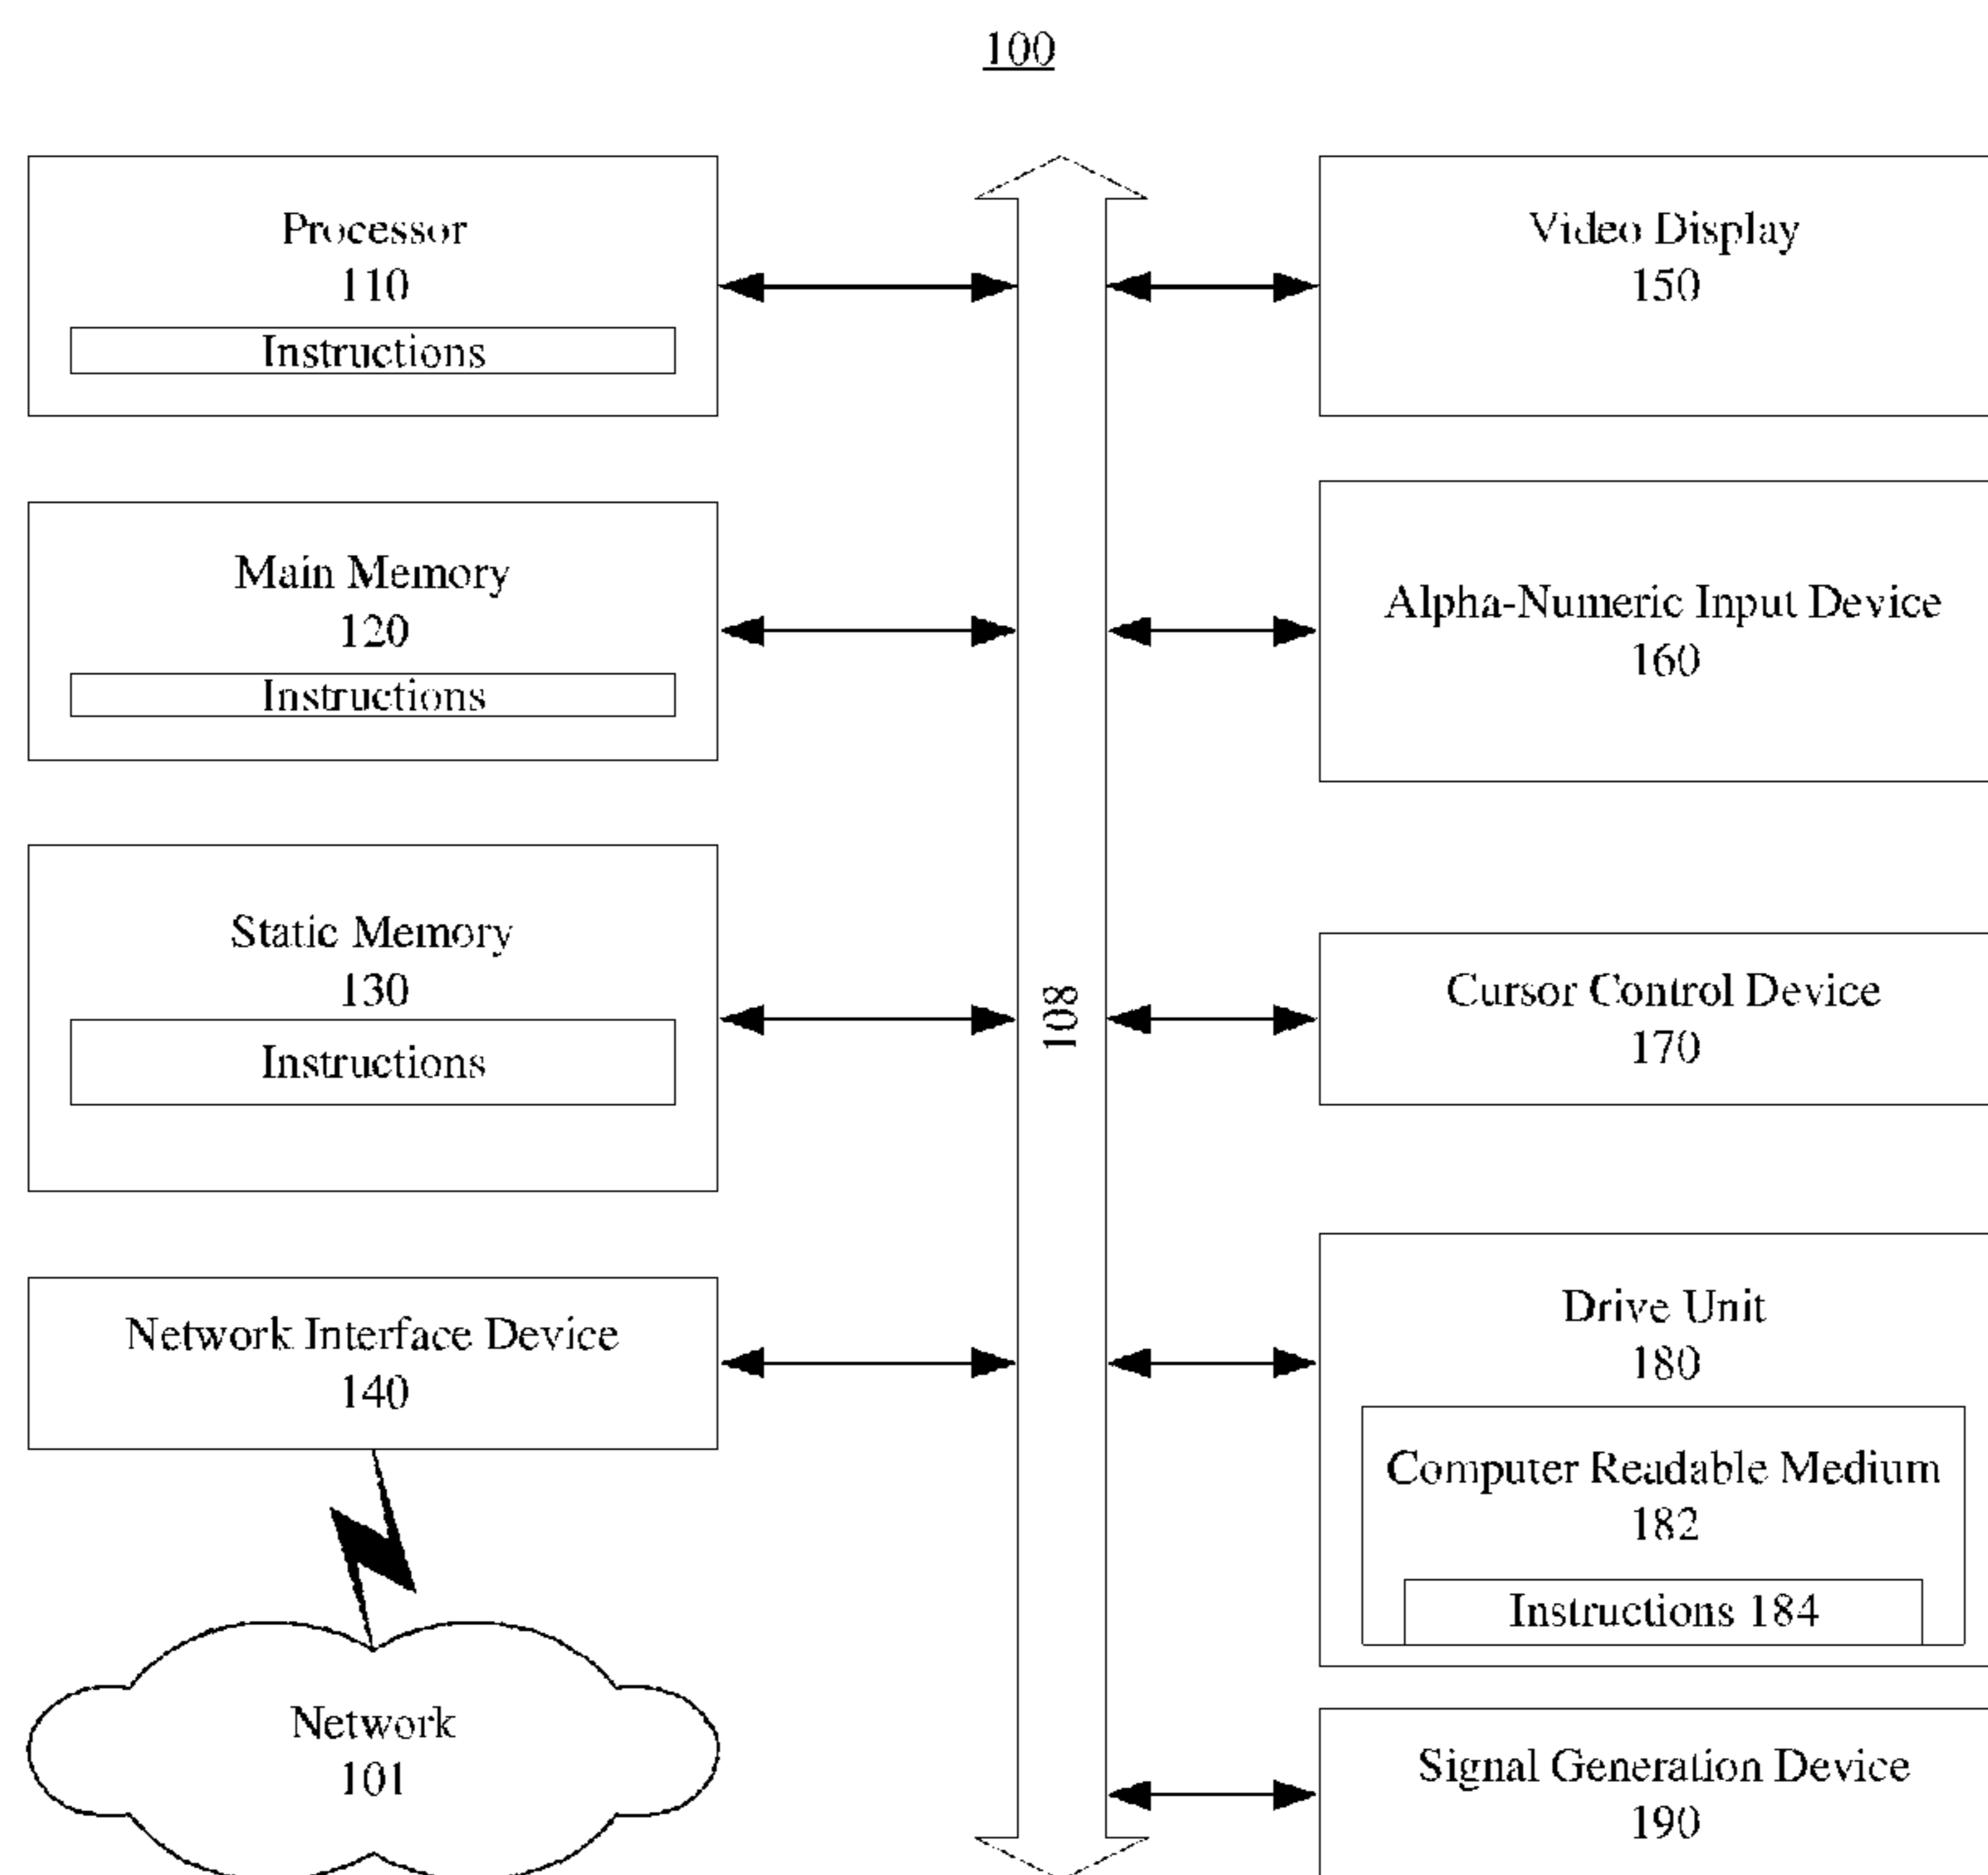 100
Processor
110
Instructions
Main Memory
120
Instructions
Static Memory
130
Instructions
Network Interface Device
140
Network
101
108
Video Display
150
Alpha-Numeric Input Device
160
Cursor Control Device
170
Drive Unit
180
Computer Readable Medium
182
Instructions 184
Signal Generation Device
190